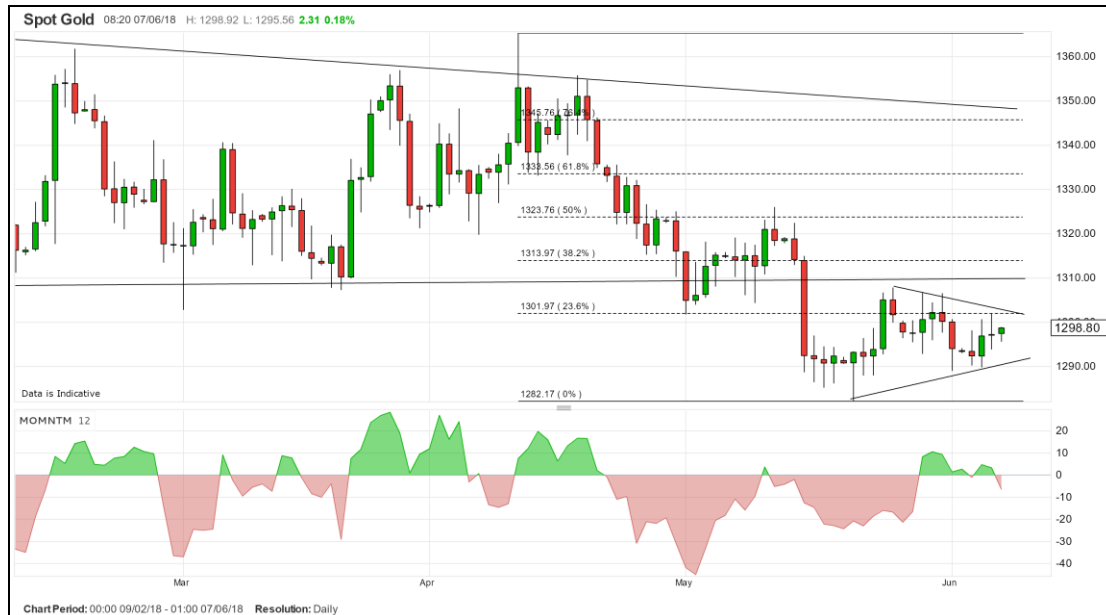 Spot Gold 08:20 07/06/18 H: 1298.92 L: 1295.56 2.31 0.18%
1360.00
1350.00
1345.76 ( 76.4% )
1340.00
1333.56 ( 61.8% )
1330.00
1323.76 ( 50% )
1320.00
1313.97 ( 38.2% )
1310.00
1301.97 ( 23.6% )
1300.00
1298.80
1290.00
1282.17 ( 0% )
Data is Indicative
MOMNTM 12
20
10
0
-10
-20
-30
-40
Mar Apr May Jun
Chart Period: 00:00 09/02/18 - 01:00 07/06/18 Resolution: Daily